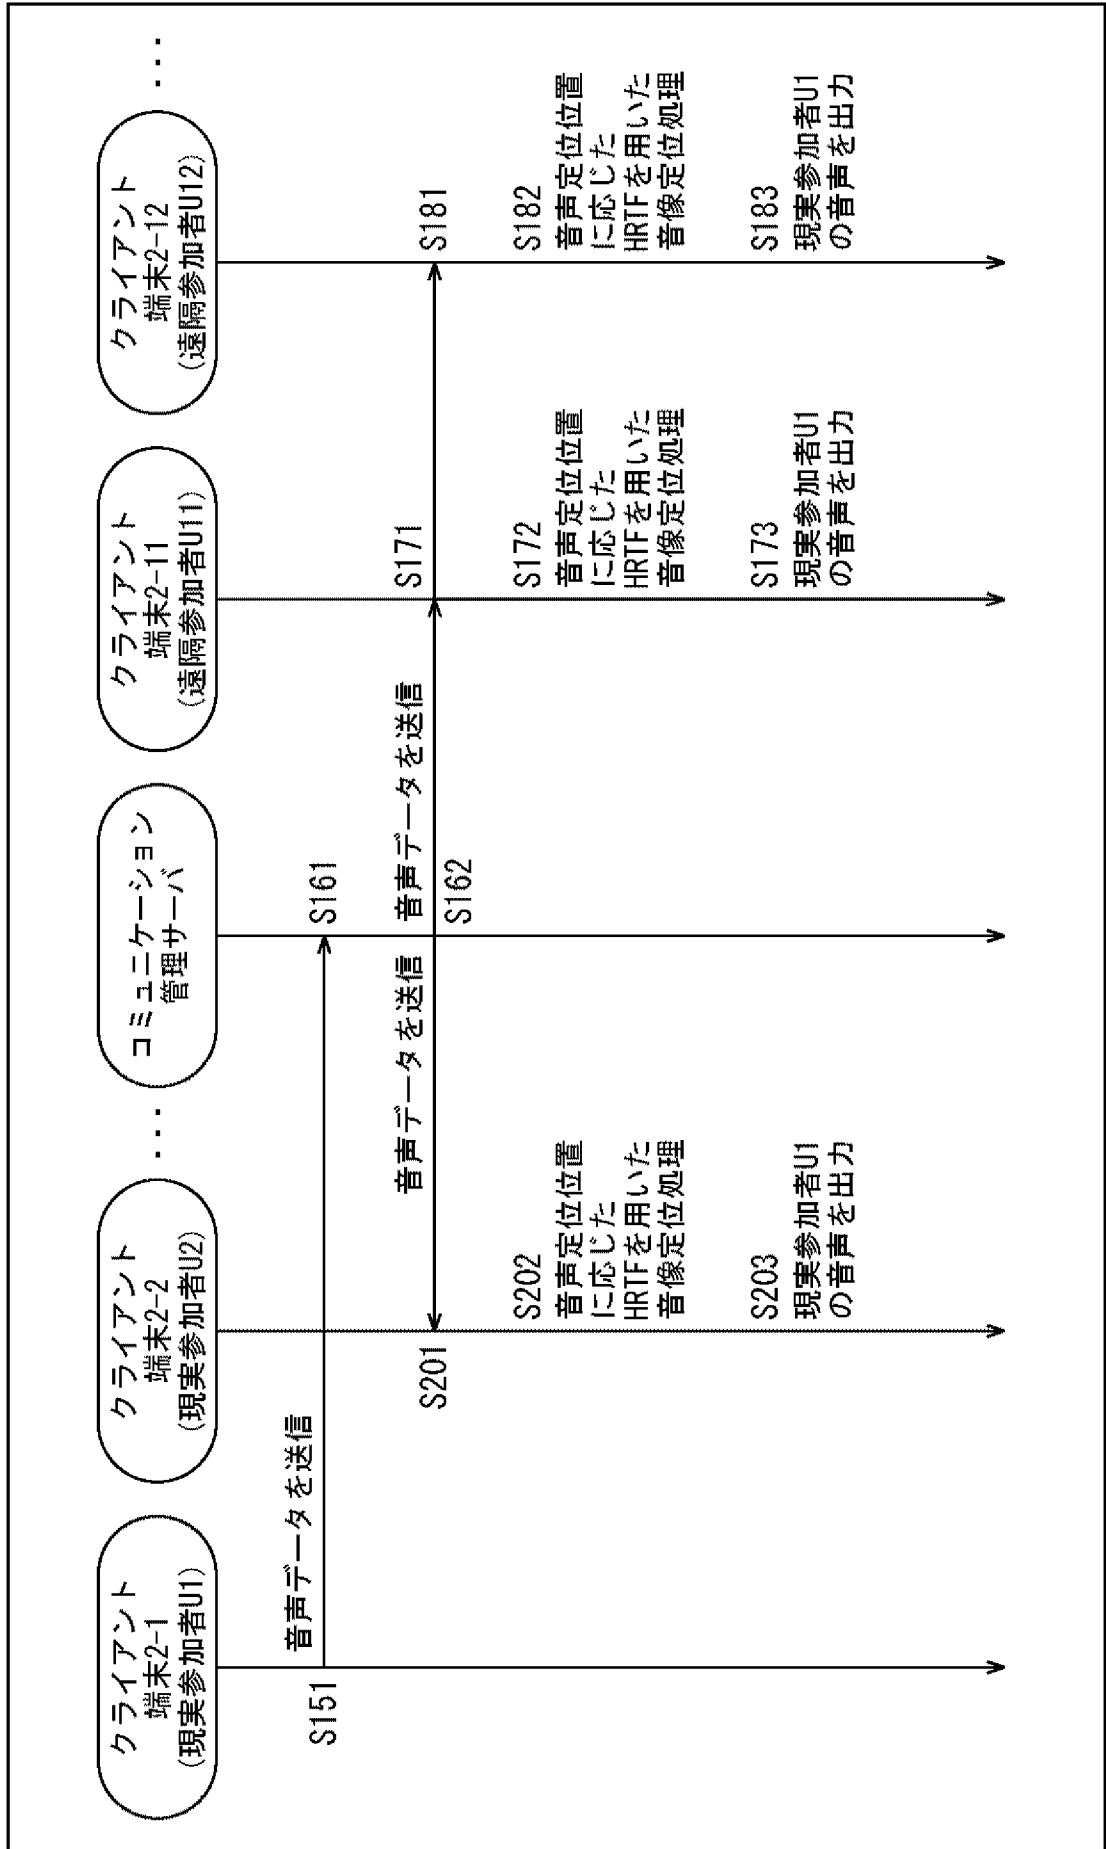 クライアント
端末2-1
(現実参加者U1)
クライアント
端末2-2
(現実参加者U2)
・・・
コミュニケーション
管理サーバ
クライアント
端末2-11
(遠隔参加者U11)
クライアント
端末2-12
(遠隔参加者U12)
・・・
音声データを送信
S151
S161
音声データを送信
音声データを送信
S201
S162
S171
S181
S202
音声定位位置
に応じた
HRTFを用いた
音像定位処理
S172
音声定位位置
に応じた
HRTFを用いた
音像定位処理
S182
音声定位位置
に応じた
HRTFを用いた
音像定位処理
S203
現実参加者U1
の音声を出力
S173
現実参加者U1
の音声を出力
S183
現実参加者U1
の音声を出力